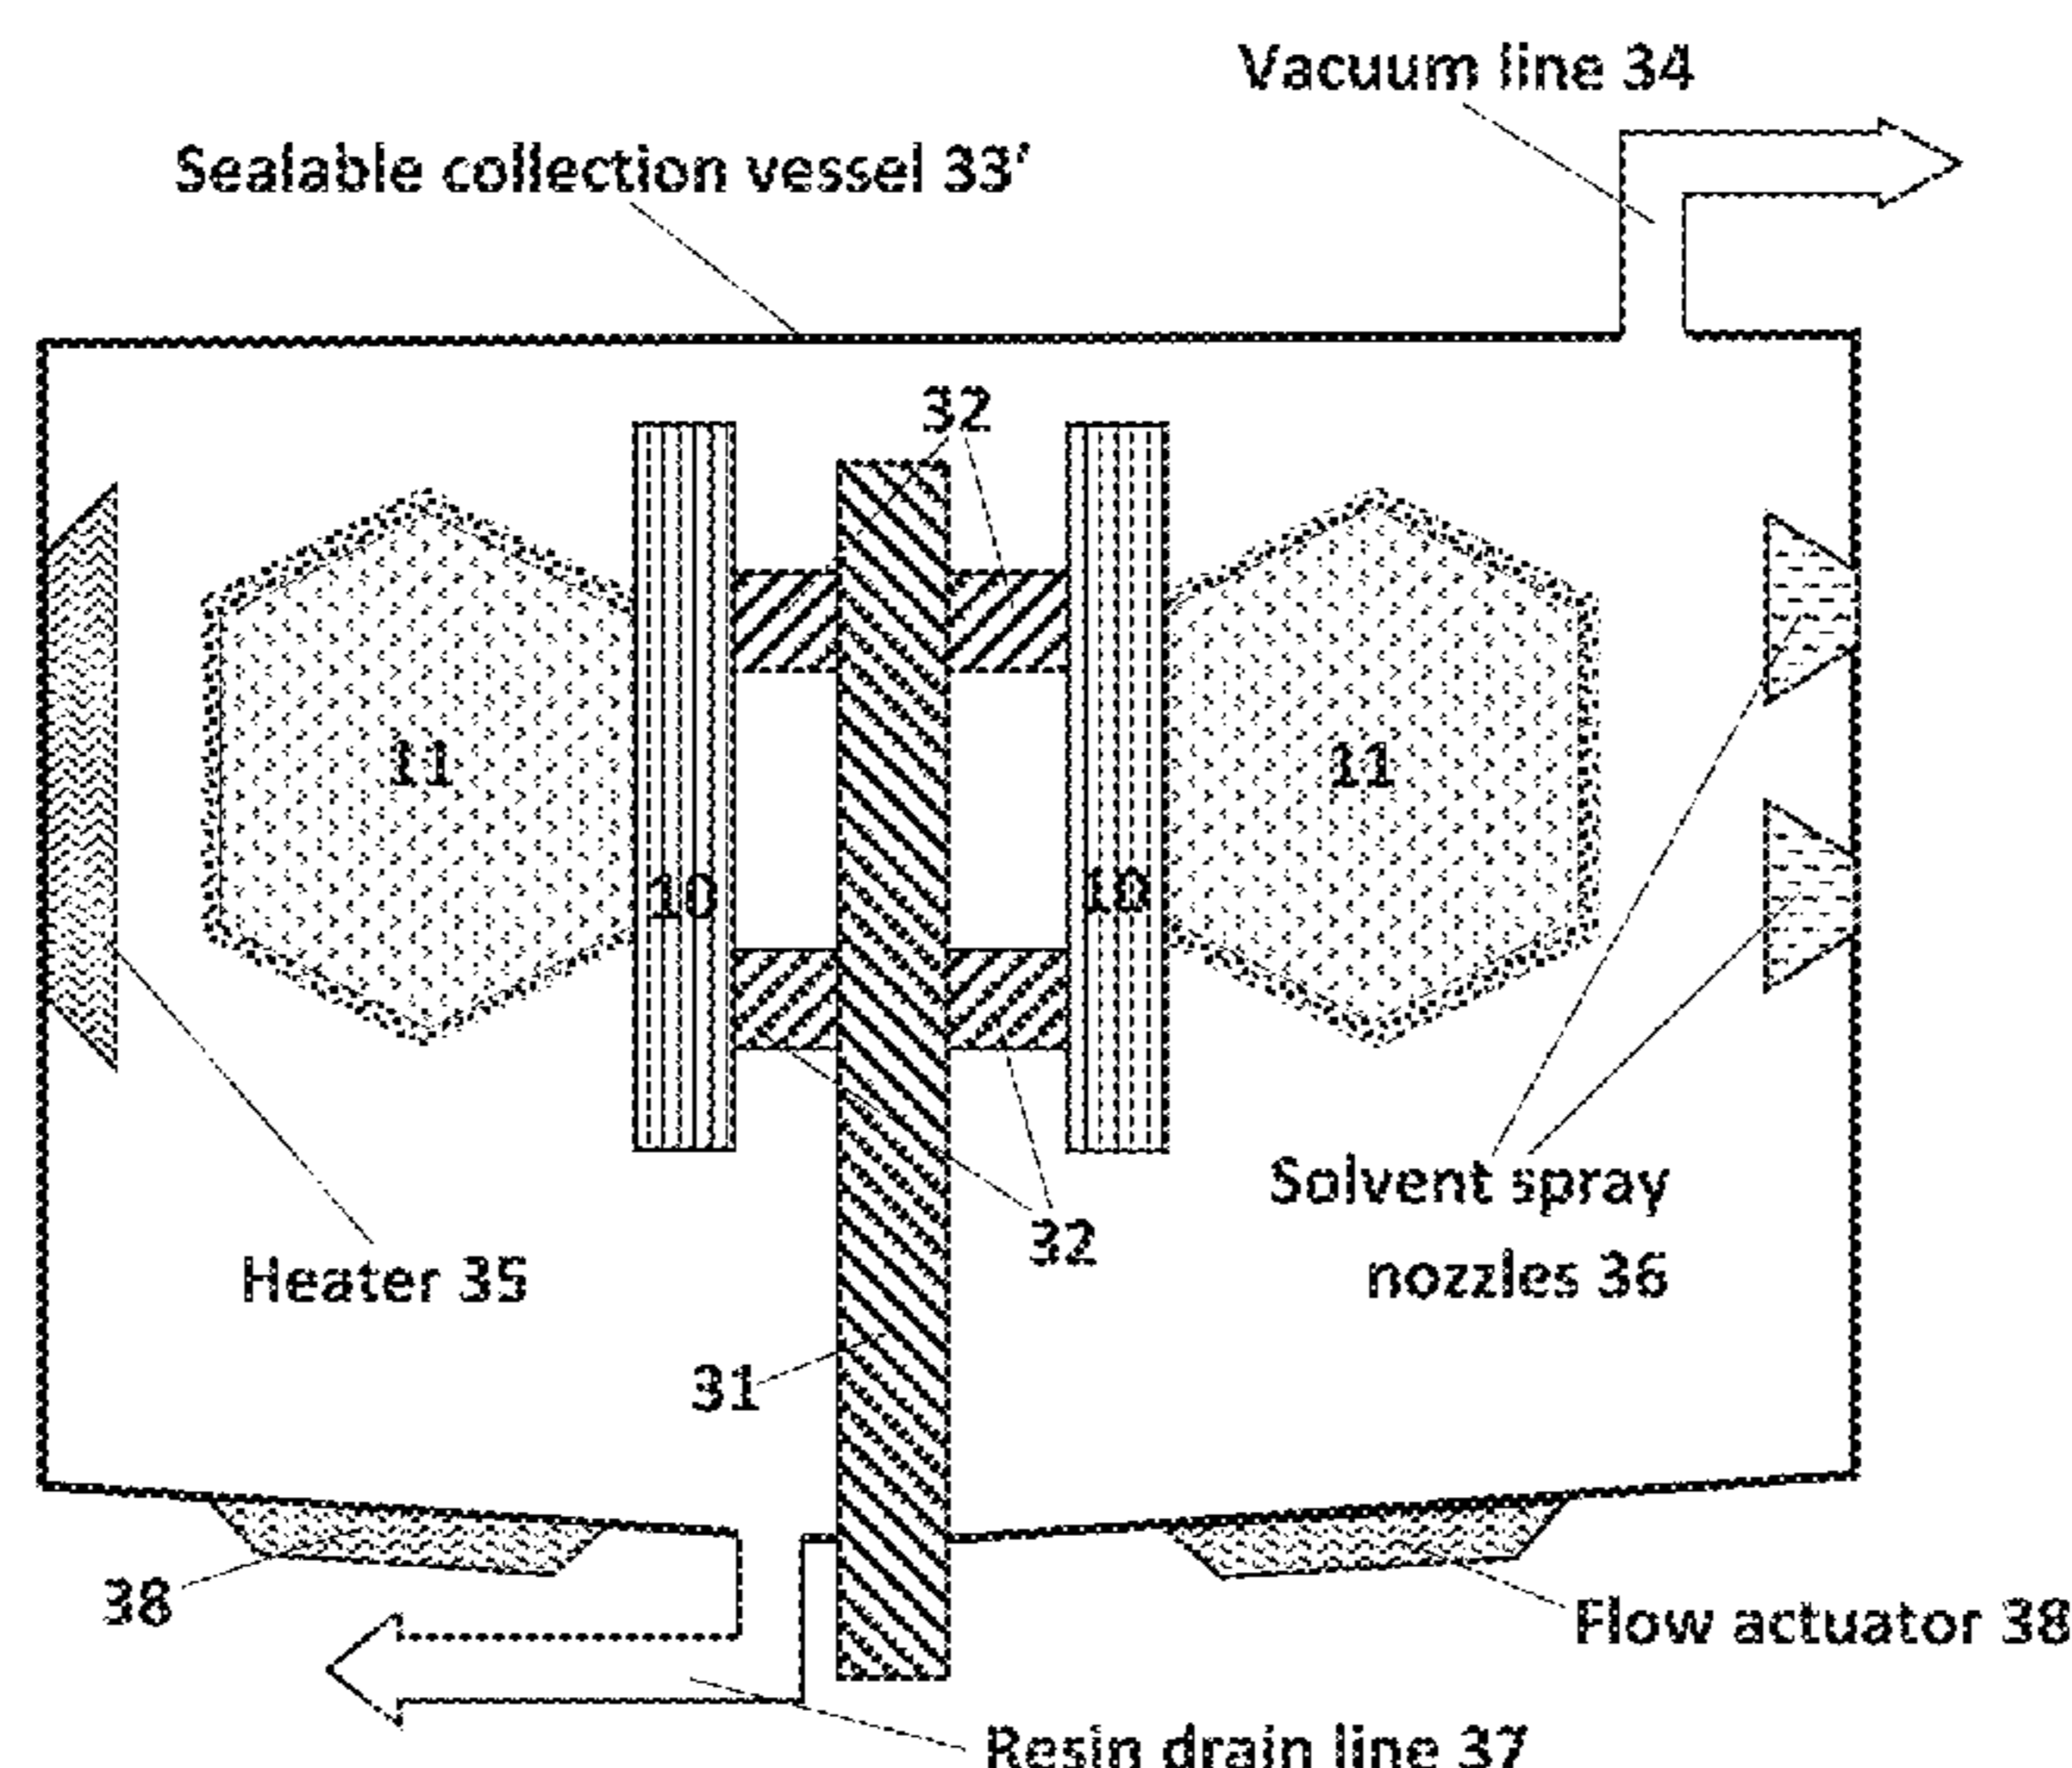 Vacuum line 34
Sealable collection vessel 33'
32
11
11
10
10
Solvent spray
nozzles 36
32
Heater 35
31
38
Flow actuator 38
Resin drain line 37